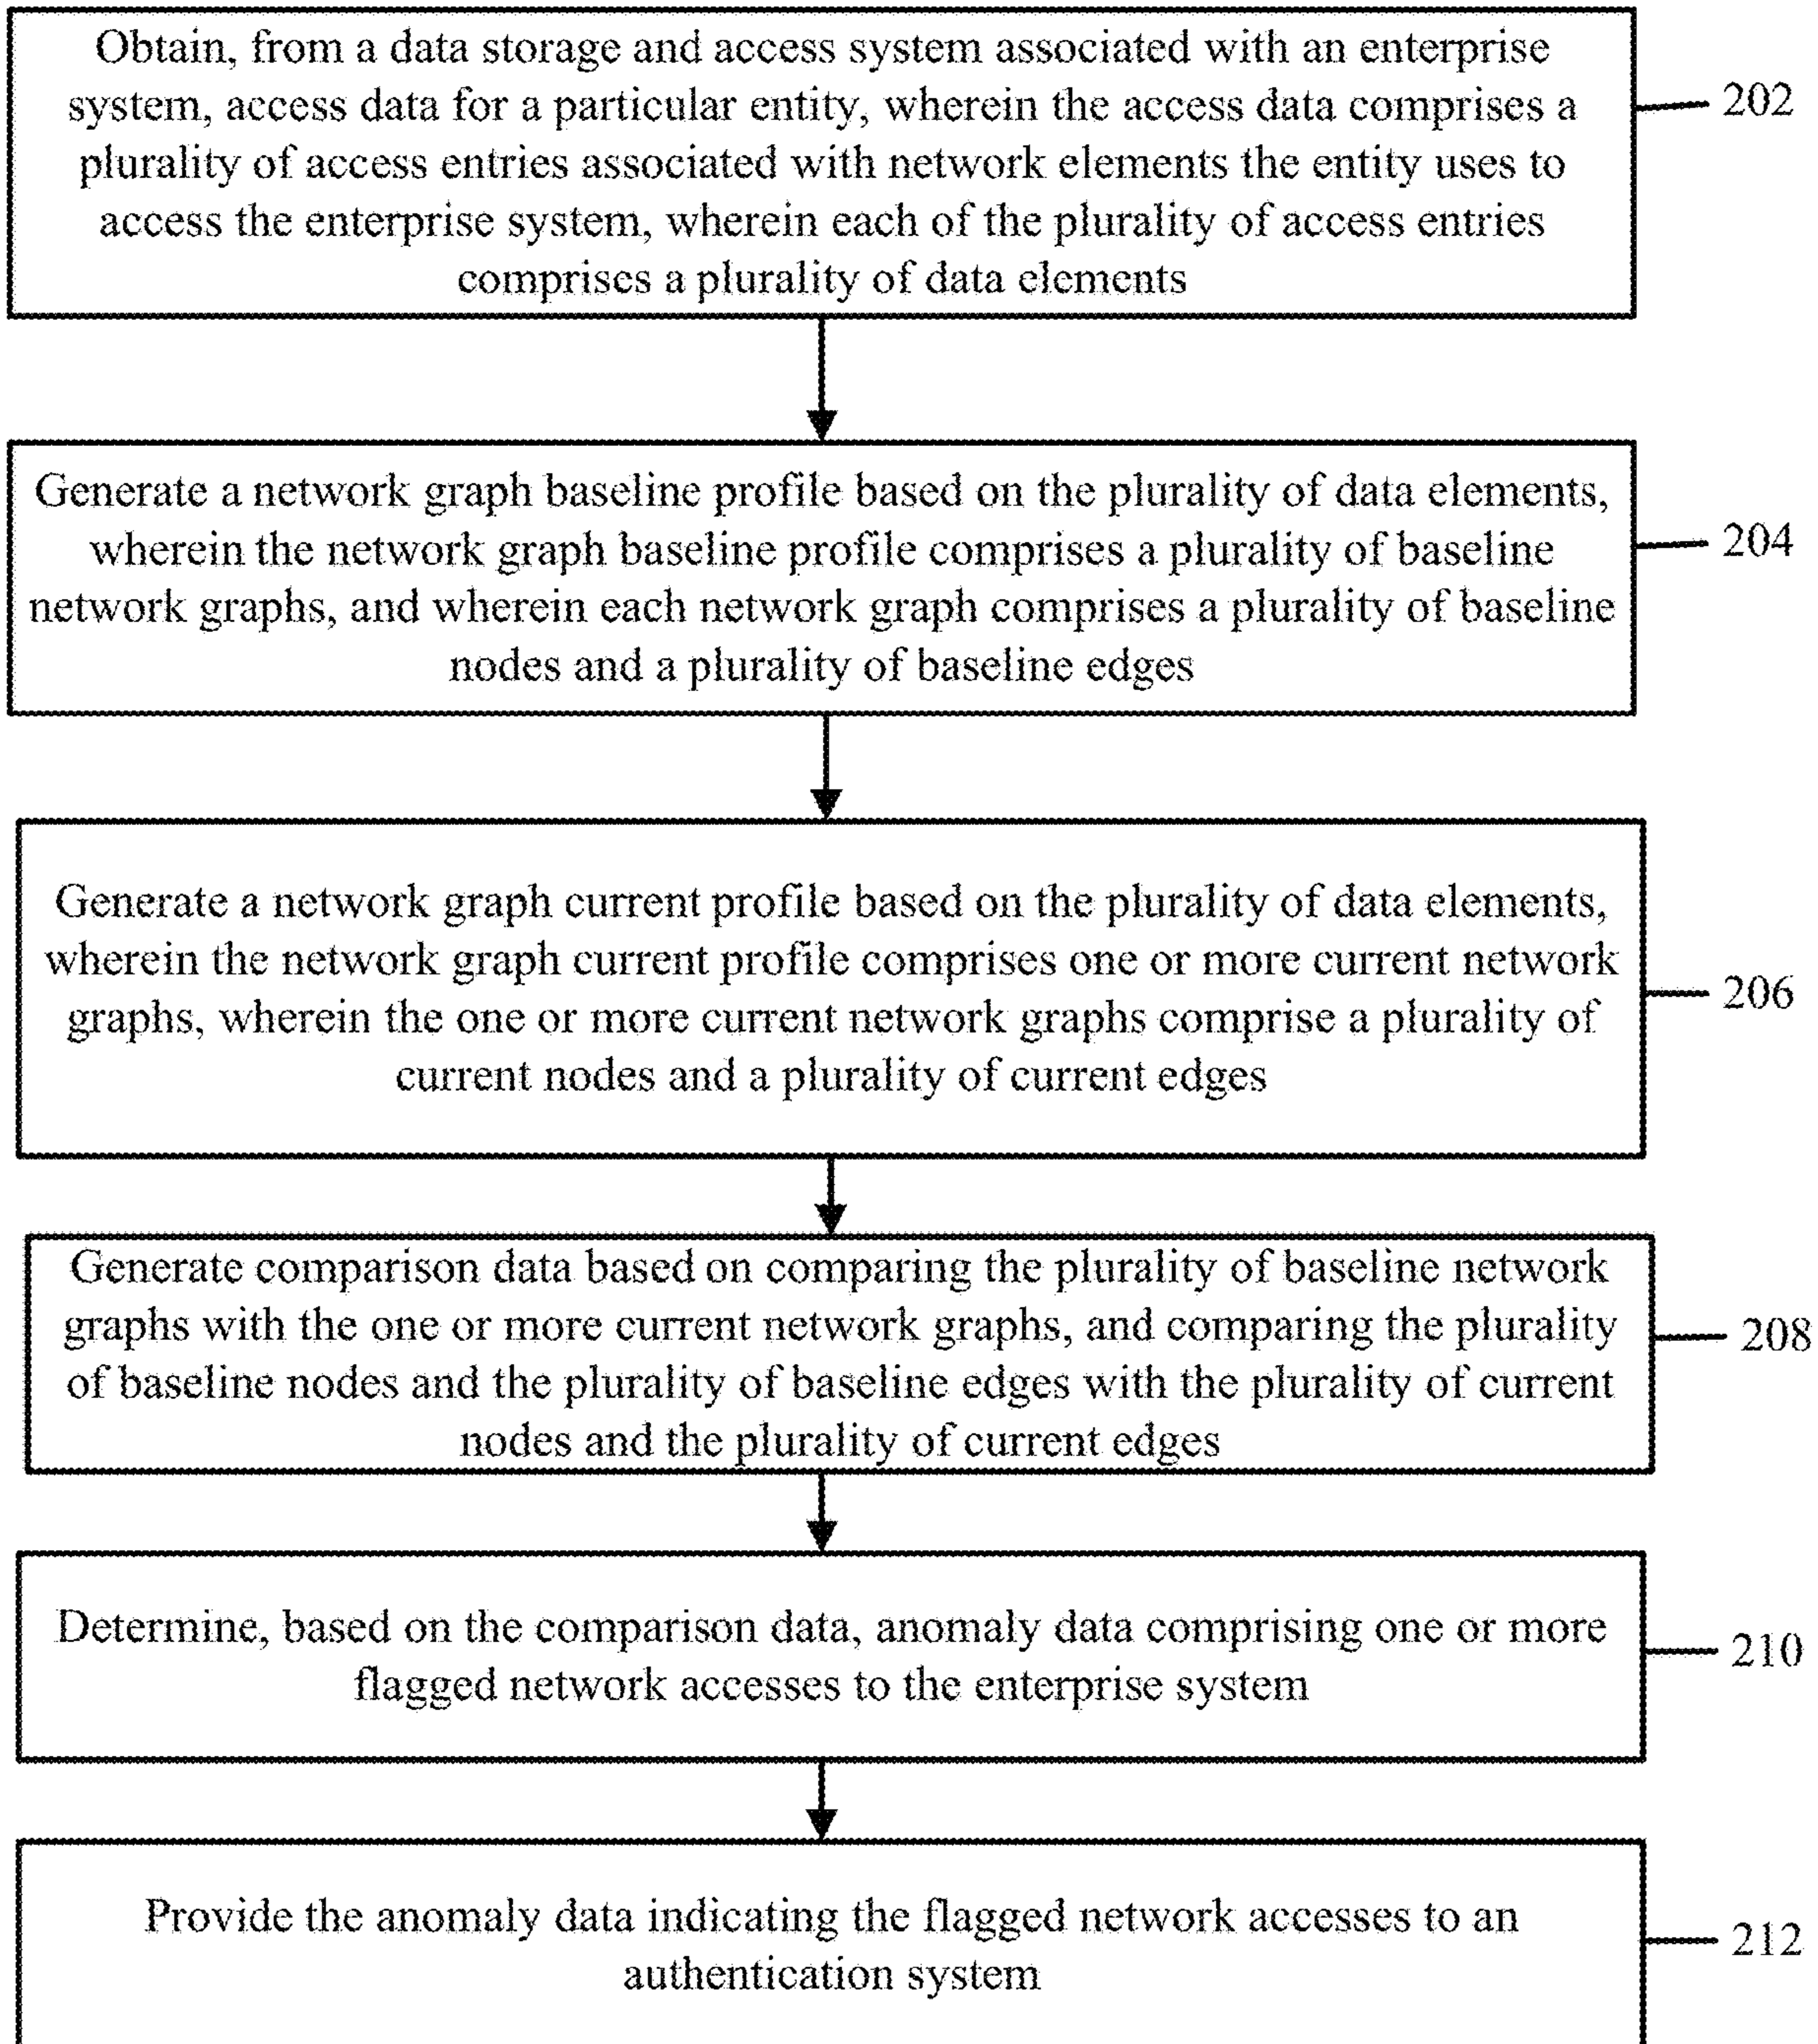 Obtain, from a data storage and access system associated with an enterprise
system, access data for a particular entity, wherein the access data comprises a
plurality of access entries associated with network elements the entity uses to
access the enterprise system, wherein each of the plurality of access entries
comprises a plurality of data elements
202
Generate a network graph baseline profile based on the plurality of data elements,
wherein the network graph baseline profile comprises a plurality of baseline
network graphs, and wherein each network graph comprises a plurality of baseline
nodes and a plurality of baseline edges
204
Generate a network graph current profile based on the plurality of data elements,
wherein the network graph current profile comprises one or more current network
graphs, wherein the one or more current network graphs comprise a plurality of
current nodes and a plurality of current edges
206
Generate comparison data based on comparing the plurality of baseline network
graphs with the one or more current network graphs, and comparing the plurality
of baseline nodes and the plurality of baseline edges with the plurality of current
nodes and the plurality of current edges
208
Determine, based on the comparison data, anomaly data comprising one or more
flagged network accesses to the enterprise system
210
Provide the anomaly data indicating the flagged network accesses to an
authentication system
212